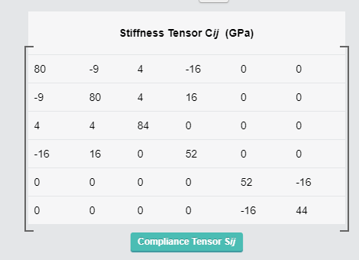 Stiffness Tensor Cij (GPa)
80 -9 4 -16 0 0
-9 80 4 16 0 0
4 4 84 0 0 0
-16 16 0 52 0 0
0 0 0 0 52 -16
0 0 0 0 -16 44
Compliance Tensor Sij